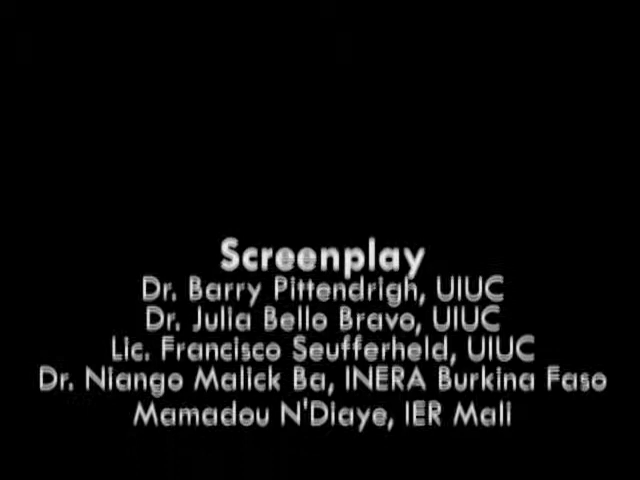 Screenplay
Dr. Barry Pittendrigh, UIUC
Dr. Julia Bello Bravo, UIUC
Lic. Francisco Seufferheld, UIUC
Dr. Niango Malick Ba, INERA Burkina Faso
Mamadou N'Diaye, IER Mali